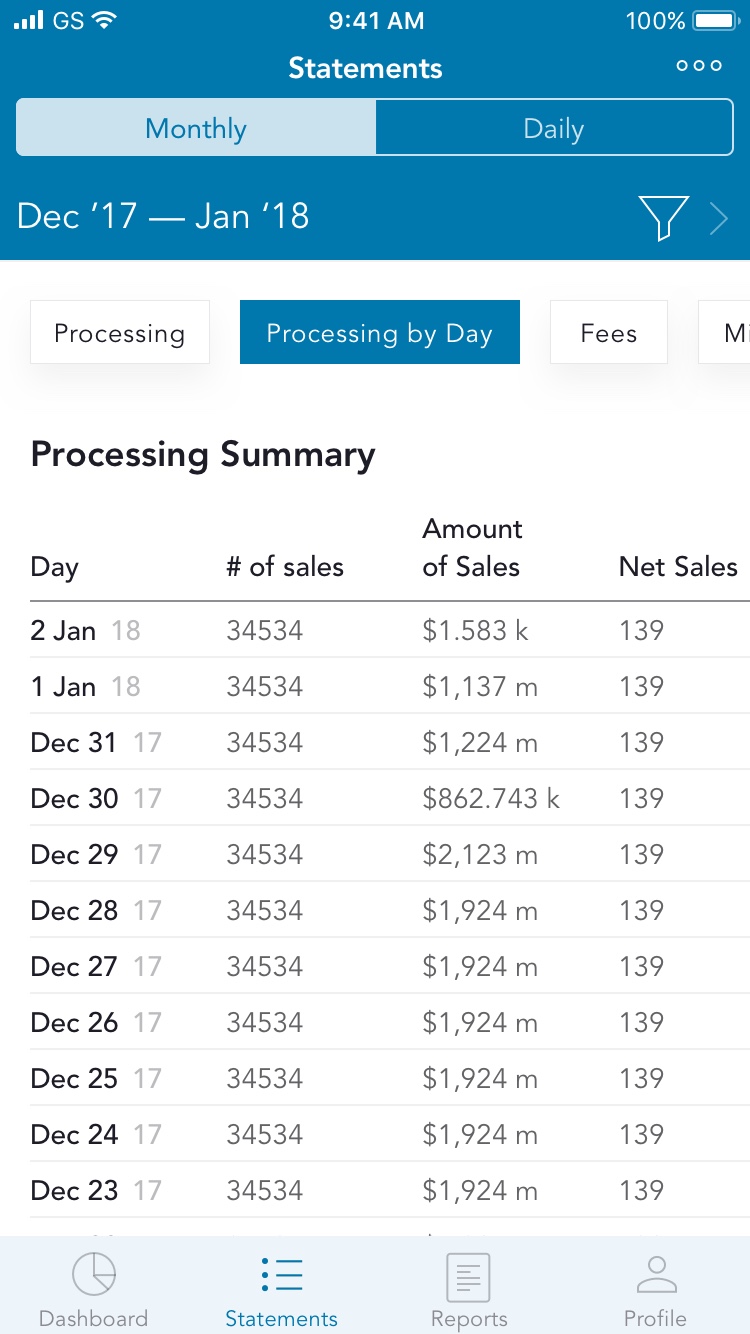 GS 9:41 AM 100%
Statements
Monthly Daily
Dec ‘17 — Jan ‘18
Processing Processing by Day Fees Mi
Processing Summary
Day # of sales Amount of Sales Net Sales
2 Jan 18 34534 $1.583 k 139
1 Jan 18 34534 $1,137 m 139
Dec 31 17 34534 $1,224 m 139
Dec 30 17 34534 $862.743 k 139
Dec 29 17 34534 $2,123 m 139
Dec 28 17 34534 $1,924 m 139
Dec 27 17 34534 $1,924 m 139
Dec 26 17 34534 $1,924 m 139
Dec 25 17 34534 $1,924 m 139
Dec 24 17 34534 $1,924 m 139
Dec 23 17 34534 $1,924 m 139
Dashboard Statements Reports Profile